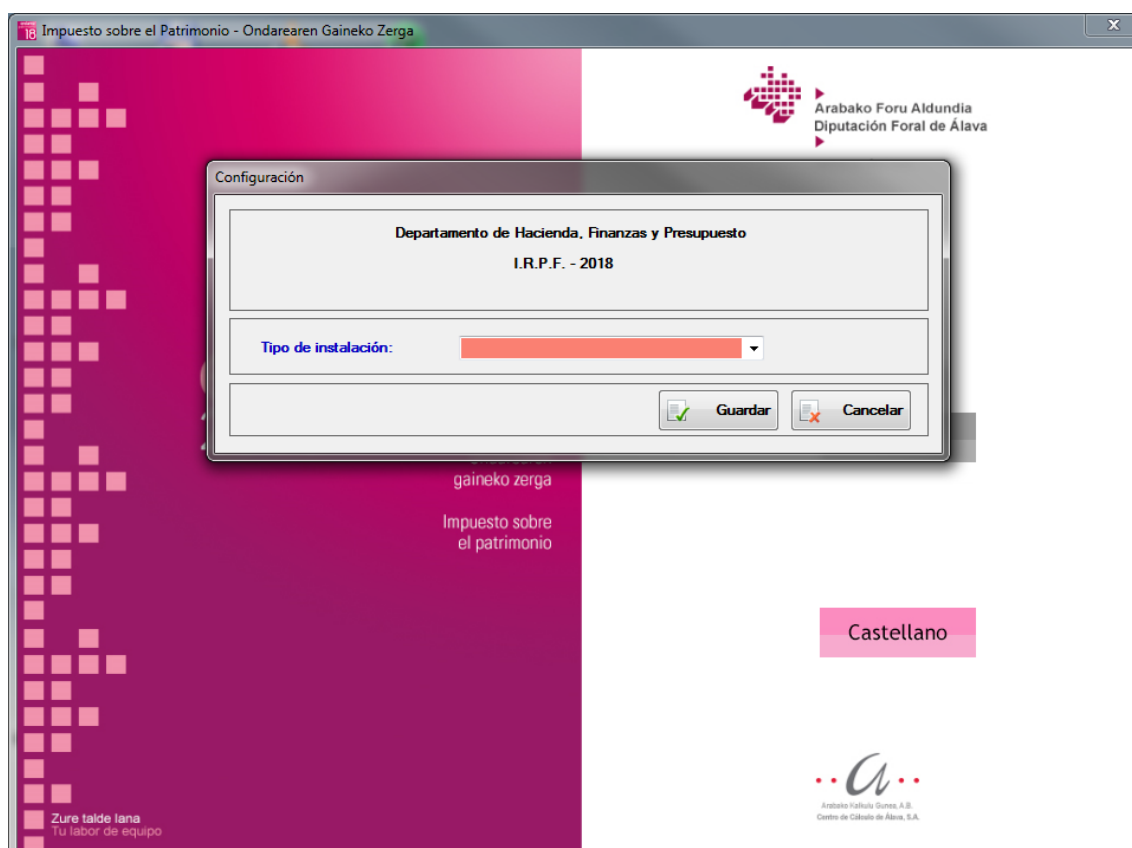 18 Impuesto sobre el Patrimonio - Ondarearen Gaineko Zerga
Arabako Foru Aldundia
Diputación Foral de Álava
Configuración
Departamento de Hacienda, Finanzas y Presupuesto
I.R.P.F. - 2018
Tipo de instalación:
Guardar
Cancelar
gaineko zerga
Impuesto sobre
el patrimonio
Castellano
Arabako Kalkulu Gunea, A.B.
Centro de Cálculo de Álava, S.A.
Zure talde lana
Tu labor de equipo